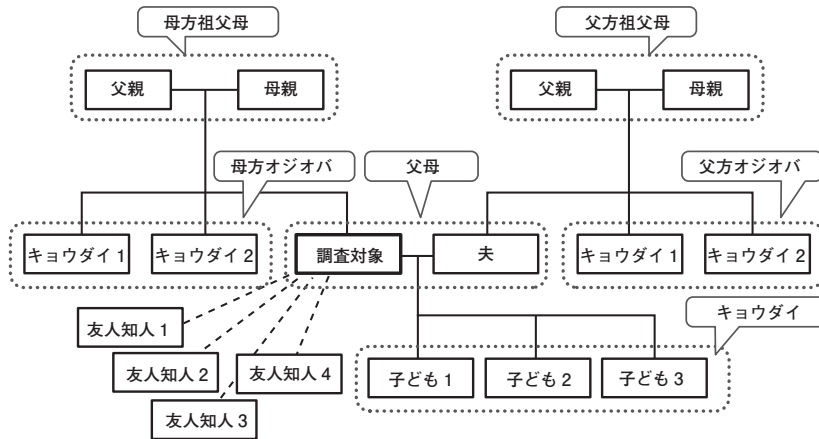 母方祖父母
父方祖父母
父親
母親
父親
母親
母方オジオバ
父母
父方オジオバ
キョウダイ 1
キョウダイ 2
調査対象
夫
キョウダイ 1
キョウダイ 2
キョウダイ
友人知人 1
友人知人 2
友人知人 4
友人知人 3
子ども 1
子ども 2
子ども 3